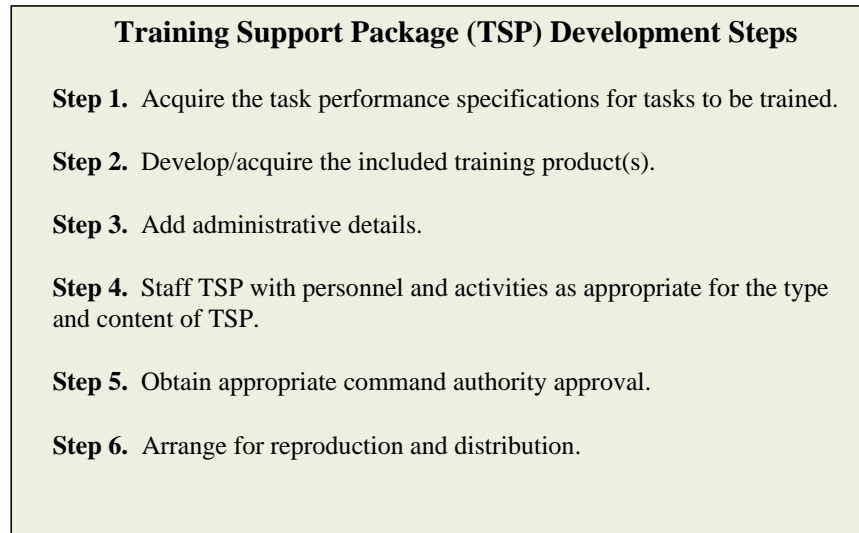 Training Support Package (TSP) Development Steps
Step 1. Acquire the task performance specifications for tasks to be trained.
Step 2. Develop/acquire the included training product(s).
Step 3. Add administrative details.
Step 4. Staff TSP with personnel and activities as appropriate for the type
and content of TSP.
Step 5. Obtain appropriate command authority approval.
Step 6. Arrange for reproduction and distribution.